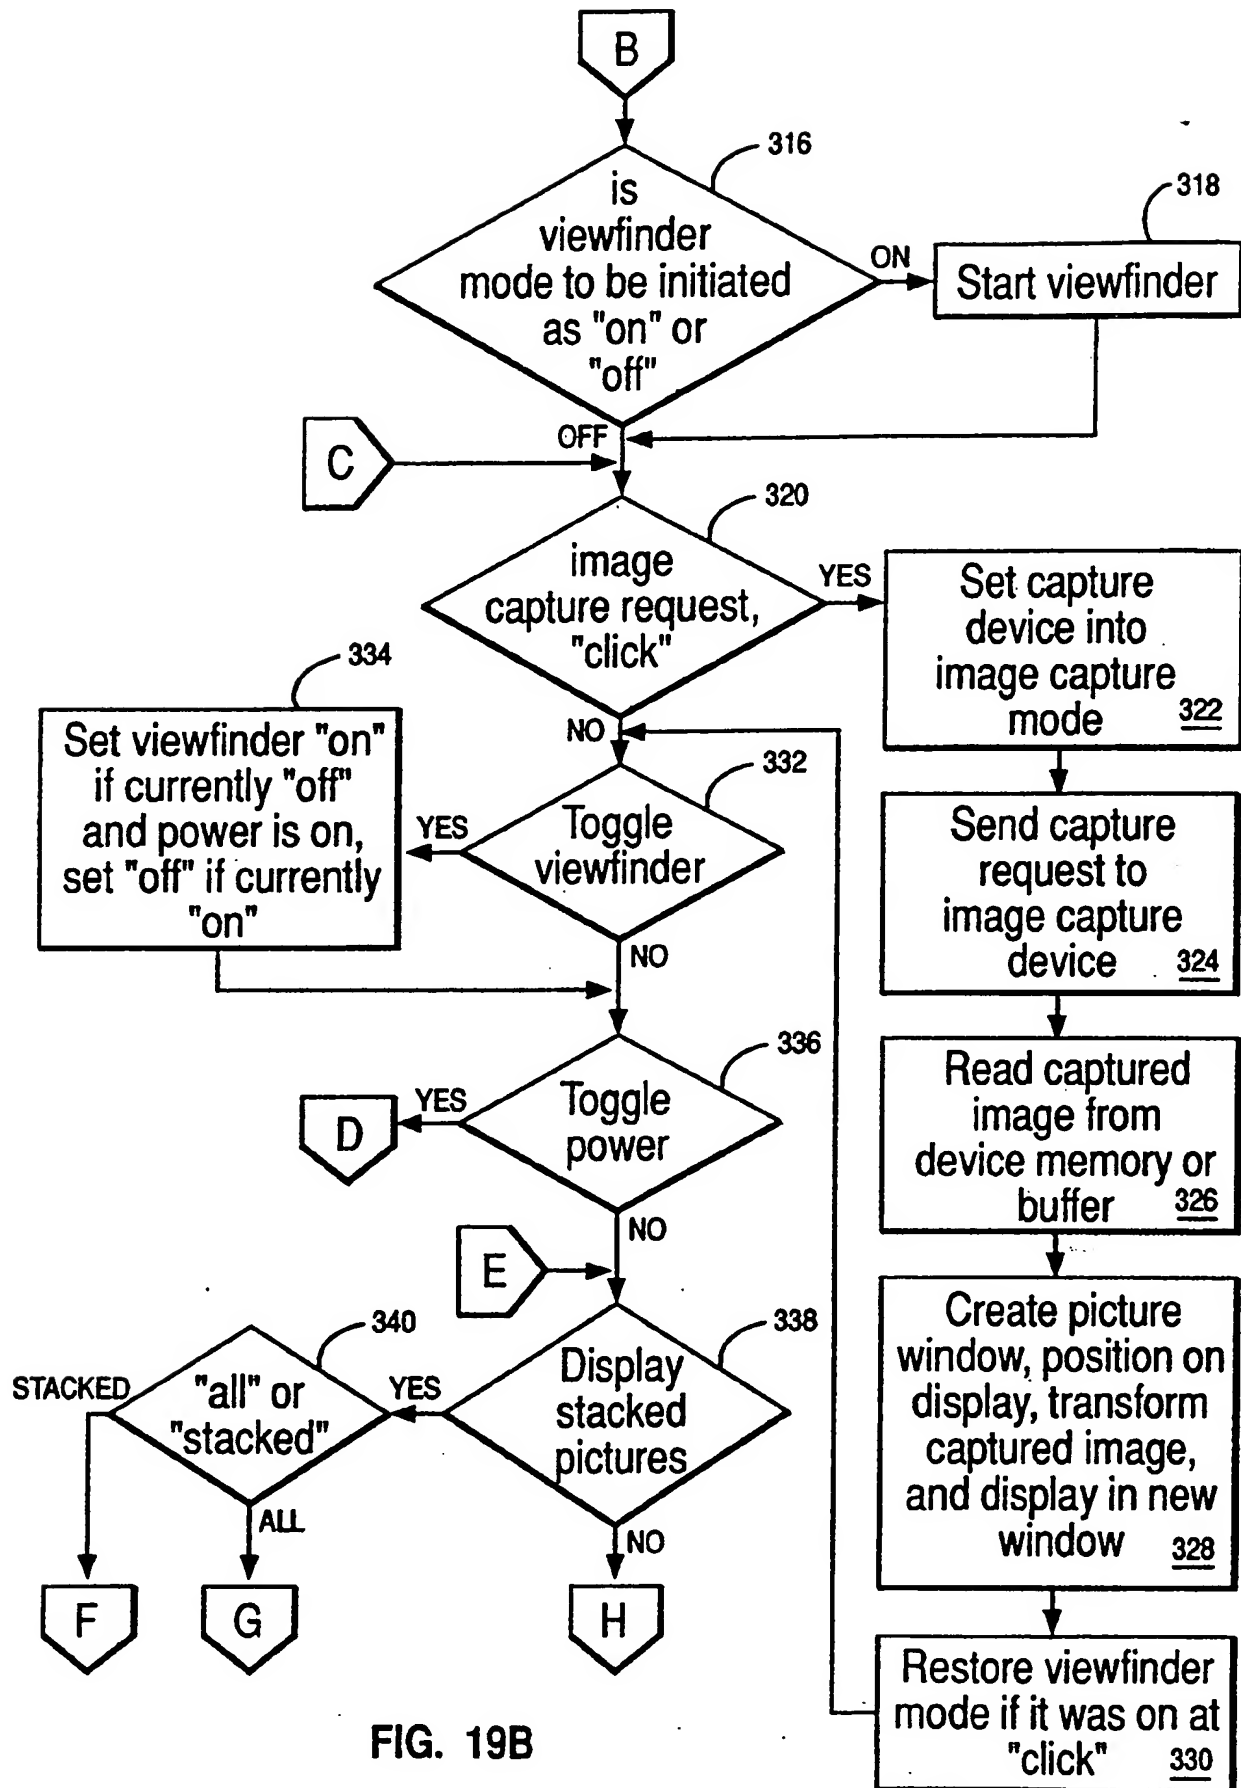 B
316
is
viewfinder
mode to be initiated
as "on" or
"off"
ON
318
Start viewfinder
OFF
C
320
image
capture request,
"click"
YES
Set capture
device into
image capture
mode 322
NO
334
Set viewfinder "on"
if currently "off"
and power is on,
set "off" if currently
"on"
332
Toggle
viewfinder
YES
NO
Send capture
request to
image capture
device 324
336
Toggle
power
YES
D
NO
Read captured
image from
device memory or
buffer 326
E
338
Display
stacked
pictures
YES
340
"all" or
"stacked"
STACKED
ALL
NO
Create picture
window, position on
display, transform
captured image,
and display in new
window 328
F
G
H
Restore viewfinder
mode if it was on at
"click" 330
FIG. 19B